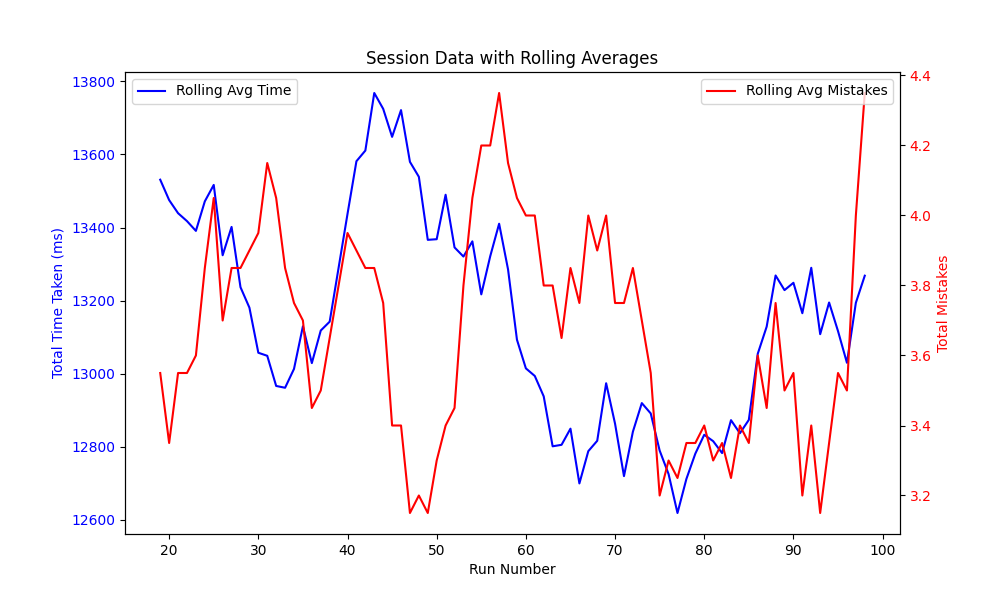 Session Data with Rolling Averages
Rolling Avg Time
Rolling Avg Mistakes
Total Time Taken (ms)
13800
13600
13400
13200
13000
12800
12600
4.4
4.2
4.0
3.8
3.6
3.4
3.2
Total Mistakes
20 30 40 50 60 70 80 90 100
Run Number